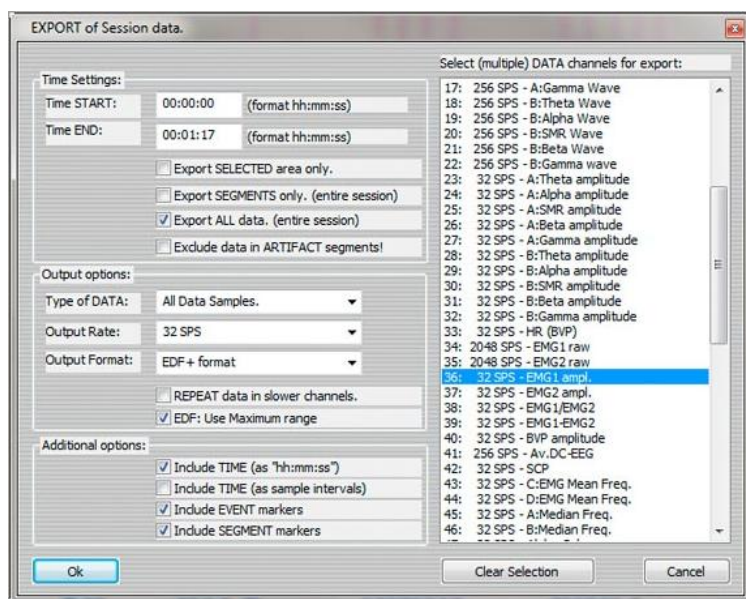 EXPORT of Session data.
Time Settings:
Time START: 00:00:00 (format hh:mm:ss)
Time END: 00:01:17 (format hh:mm:ss)
Export SELECTED area only.
Export SEGMENTS only. (entire session)
Export ALL data. (entire session)
Exclude data in ARTIFACT segments!
Output options:
Type of DATA: All Data Samples.
Output Rate: 32 SPS
Output Format: EDF+ format
REPEAT data in slower channels.
EDF: Use Maximum range
Additional options:
Include TIME (as "hh:mm:ss")
Include TIME (as sample intervals)
Include EVENT markers
Include SEGMENT markers
Ok
Select (multiple) DATA channels for export:
17: 256 SPS - A:Gamma Wave
18: 256 SPS - B:Theta Wave
19: 256 SPS - B:Alpha Wave
20: 256 SPS - B:SMR Wave
21: 256 SPS - B:Beta Wave
22: 256 SPS - B:Gamma wave
23: 32 SPS - A:Theta amplitude
24: 32 SPS - A:Alpha amplitude
25: 32 SPS - A:SMR amplitude
26: 32 SPS - A:Beta amplitude
27: 32 SPS - A:Gamma amplitude
28: 32 SPS - B:Theta amplitude
29: 32 SPS - B:Alpha amplitude
30: 32 SPS - B:SMR amplitude
31: 32 SPS - B:Beta amplitude
32: 32 SPS - B:Gamma amplitude
33: 32 SPS - HR (BVP)
34: 2048 SPS - EMG1 raw
35: 2048 SPS - EMG2 raw
36: 32 SPS - EMG1 ampl.
37: 32 SPS - EMG2 ampl.
38: 32 SPS - EMG1/EMG2
39: 32 SPS - EMG1-EMG2
40: 32 SPS - BVP amplitude
41: 256 SPS - Av.DC-EEG
42: 32 SPS - SCP
43: 32 SPS - C:EMG Mean Freq.
44: 32 SPS - D:EMG Mean Freq.
45: 32 SPS - A:Median Freq.
46: 32 SPS - B:Median Freq.
Clear Selection
Cancel